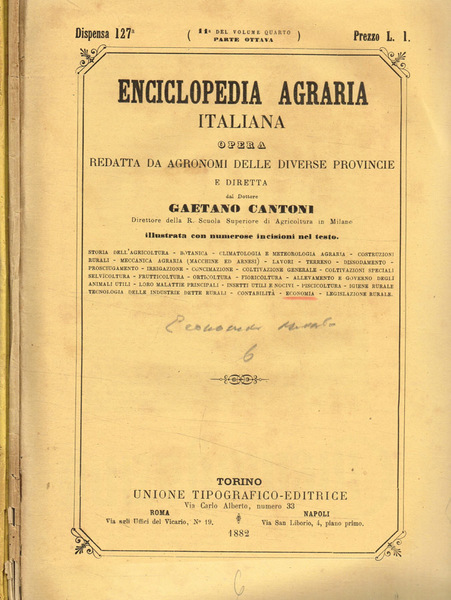 Dispensa 127ª
( 11ª DEL VOLUME QUARTO )
PARTE OTTAVA
Prezzo L. 1.
ENCICLOPEDIA AGRARIA
ITALIANA
OPERA
REDATTA DA AGRONOMI DELLE DIVERSE PROVINCIE
E DIRETTA
dal Dottore
GAETANO CANTONI
Direttore della R. Scuola Superiore di Agricoltura in Milano
illustrata con numerose incisioni nel testo.
STORIA DELL'AGRICOLTURA - BOTANICA - CLIMATOLOGIA E METEOROLOGIA AGRARIA - COSTRUZIONI
RURALI - MECCANICA AGRARIA (MACCHINE ED ARNESI) - LAVORI - TERRENO - DISSODAMENTO -
PROSCIUGAMENTO - IRRIGAZIONE - CONCIMAZIONE - COLTIVAZIONE GENERALE - COLTIVAZIONI SPECIALI
SELVICOLTURA - FRUTTICOLTURA - ORTICOLTURA - FLORICOLTURA - ALLEVAMENTO E GOVERNO DEGLI
ANIMALI UTILI - LORO MALATTIE PRINCIPALI - INSETTI UTILI E NOCIVI - PISCICOLTURA - IGIENE RURALE
TECNOLOGIA DELLE INDUSTRIE DETTE RURALI - CONTABILITÀ - ECONOMIA - LEGISLAZIONE RURALE.
Economia rurale
6
TORINO
UNIONE TIPOGRAFICO-EDITRICE
Via Carlo Alberto, numero 33
ROMA
Via sgli Uffici del Vicario, Nº 19.
NAPOLI
Via San Liborio, 4, piano primo.
1882
6